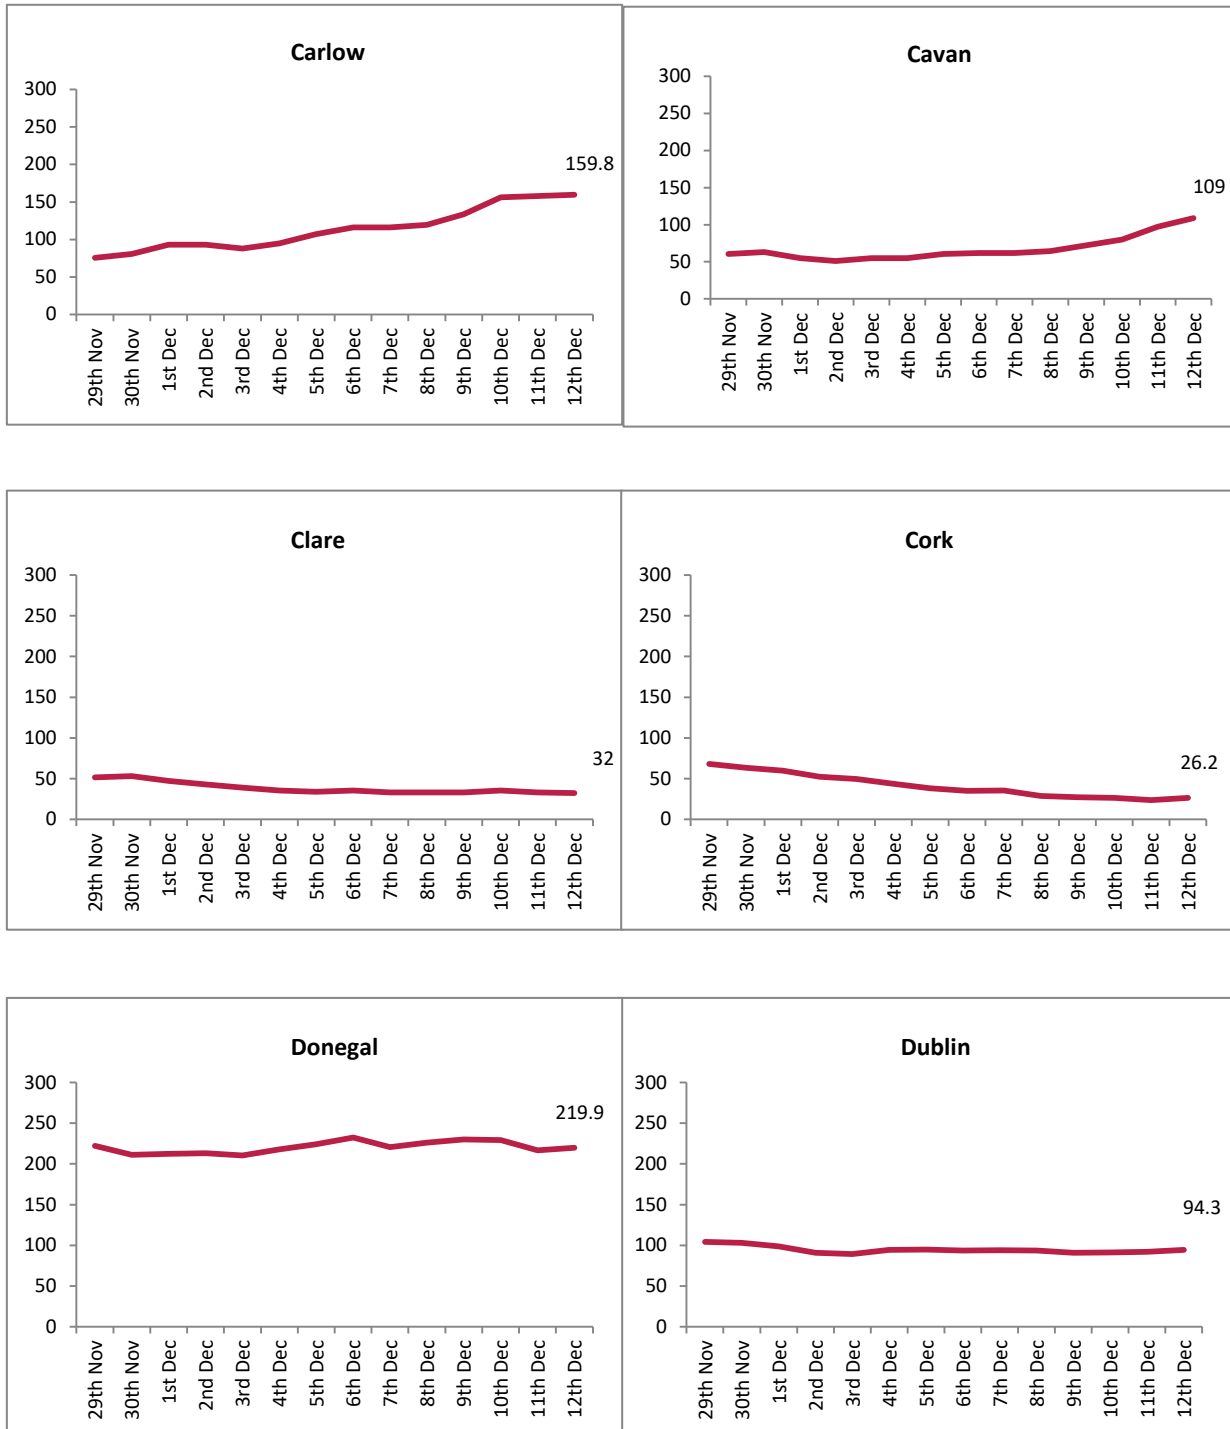 Carlow
300
250
200
150
100
50
0
159.8
29th Nov
30th Nov
1st Dec
2nd Dec
3rd Dec
4th Dec
5th Dec
6th Dec
7th Dec
8th Dec
9th Dec
10th Dec
11th Dec
12th Dec
Cavan
300
250
200
150
100
50
0
109
29th Nov
30th Nov
1st Dec
2nd Dec
3rd Dec
4th Dec
5th Dec
6th Dec
7th Dec
8th Dec
9th Dec
10th Dec
11th Dec
12th Dec
Clare
300
250
200
150
100
50
0
32
29th Nov
30th Nov
1st Dec
2nd Dec
3rd Dec
4th Dec
5th Dec
6th Dec
7th Dec
8th Dec
9th Dec
10th Dec
11th Dec
12th Dec
Cork
300
250
200
150
100
50
0
26.2
29th Nov
30th Nov
1st Dec
2nd Dec
3rd Dec
4th Dec
5th Dec
6th Dec
7th Dec
8th Dec
9th Dec
10th Dec
11th Dec
12th Dec
Donegal
300
250
200
150
100
50
0
219.9
29th Nov
30th Nov
1st Dec
2nd Dec
3rd Dec
4th Dec
5th Dec
6th Dec
7th Dec
8th Dec
9th Dec
10th Dec
11th Dec
12th Dec
Dublin
300
250
200
150
100
50
0
94.3
29th Nov
30th Nov
1st Dec
2nd Dec
3rd Dec
4th Dec
5th Dec
6th Dec
7th Dec
8th Dec
9th Dec
10th Dec
11th Dec
12th Dec